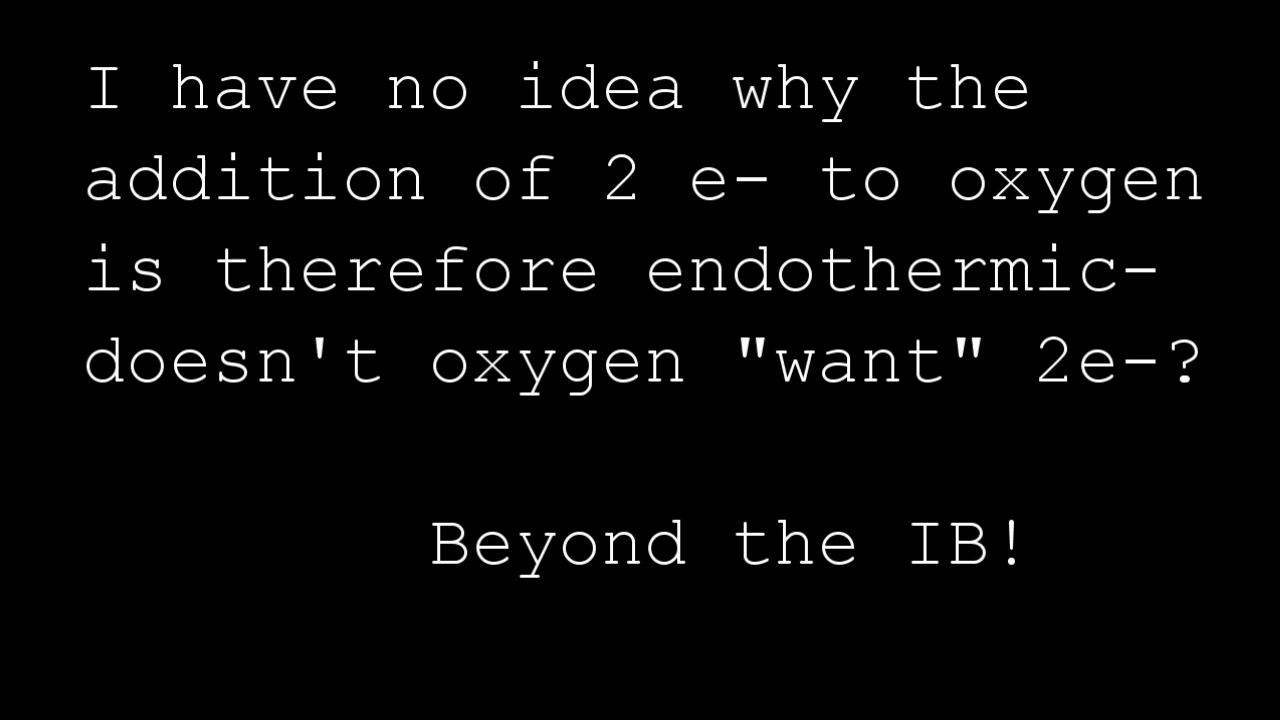 I have no idea why the
addition of 2 e- to oxygen
is therefore endothermic-
doesn't oxygen "want" 2e-?
Beyond the IB!